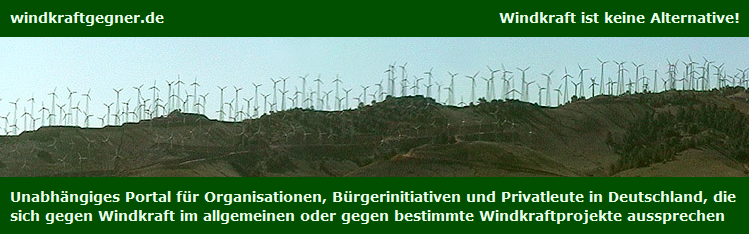 windkraftgegner.de
Windkraft ist keine Alternative!
Unabhängiges Portal für Organisationen, Bürgerinitiativen und Privatleute in Deutschland, die
sich gegen Windkraft im allgemeinen oder gegen bestimmte Windkraftprojekte aussprechen